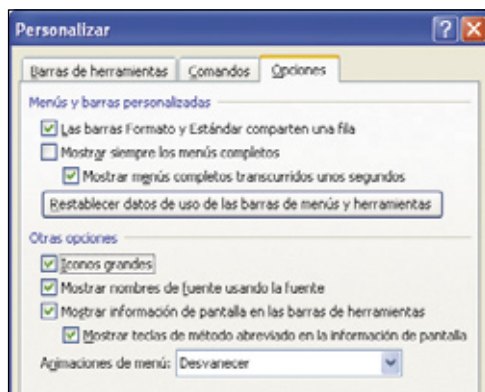 Personalizar
Barras de herramientas Comandos Opciones
Menús y barras personalizadas
Las barras Formato y Estándar comparten una fila
Mostrar siempre los menús completos
Mostrar menús completos transcurridos unos segundos
Restablecer datos de uso de las barras de menús y herramientas
Otras opciones
Iconos grandes
Mostrar nombres de fuente usando la fuente
Mostrar información de pantalla en las barras de herramientas
Mostrar teclas de método abreviado en la información de pantalla
Animaciones de menú: Desvanecer